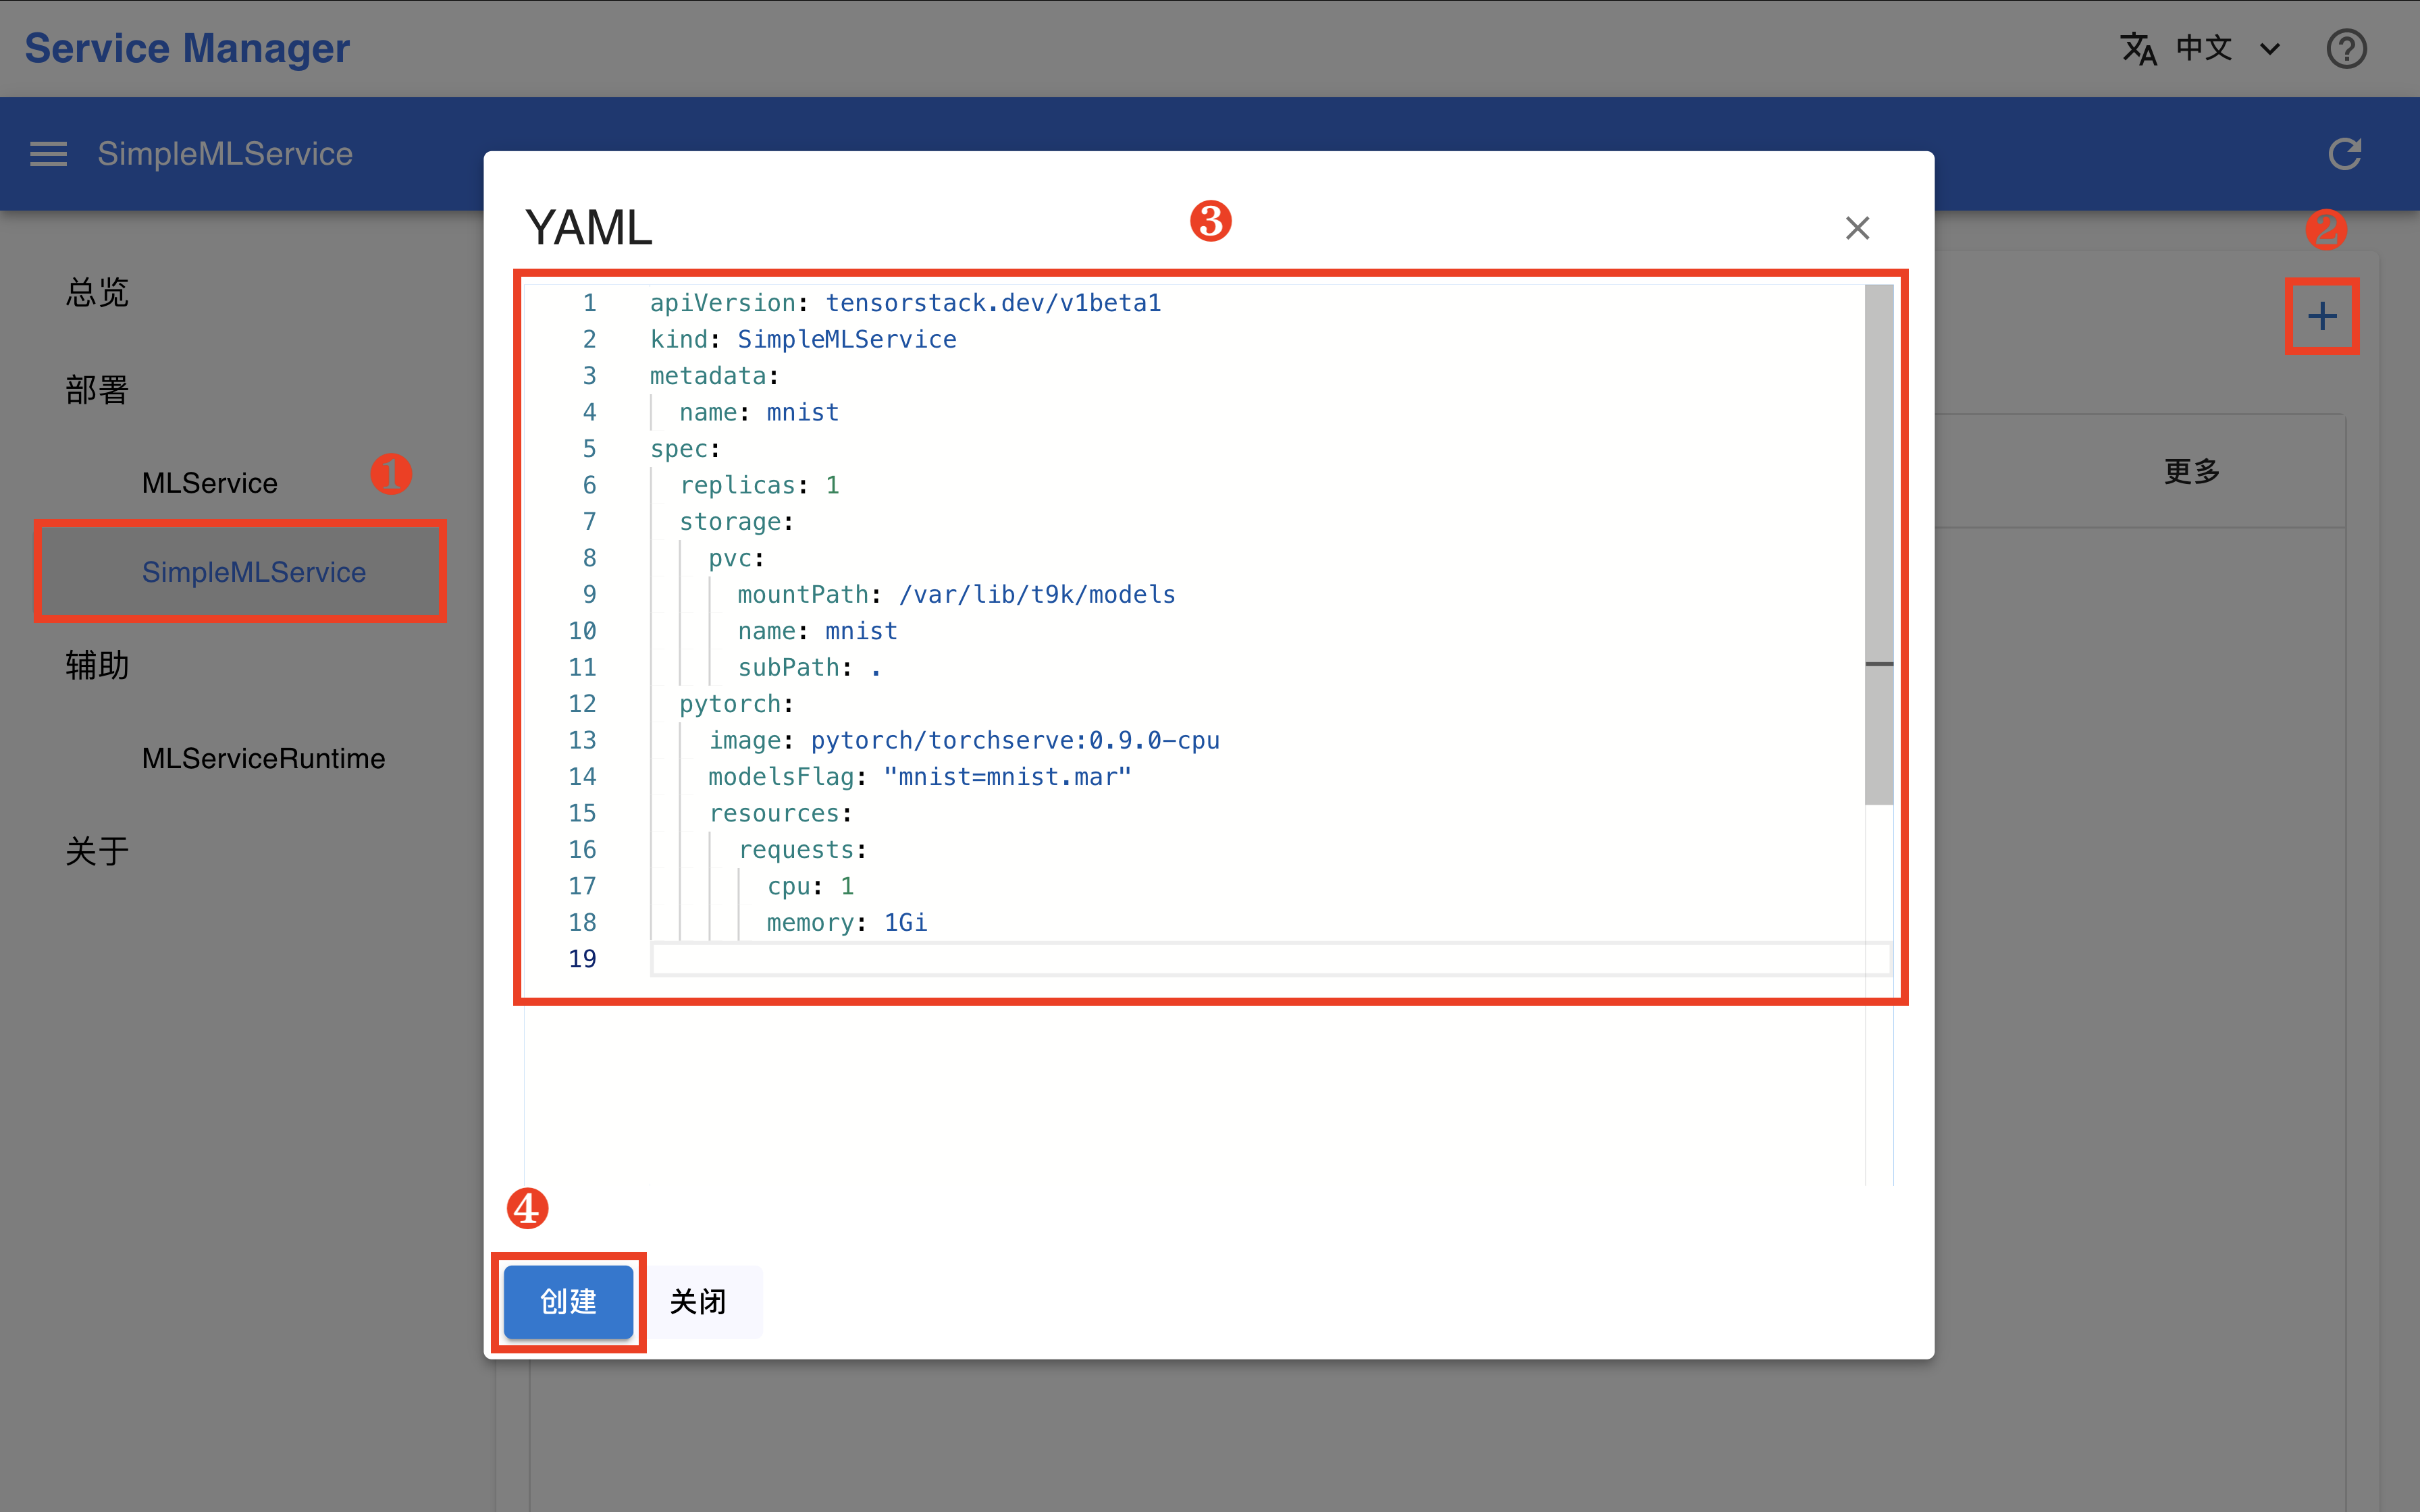 Service Manager
中文
SimpleMLService
总览
部署
MLService
SimpleMLService
辅助
MLServiceRuntime
关于
1
2
更多
YAML
3
1 apiVersion: tensorstack.dev/v1beta1
2 kind: SimpleMLService
3 metadata:
4   name: mnist
5 spec:
6   replicas: 1
7   storage:
8     pvc:
9       mountPath: /var/lib/t9k/models
10       name: mnist
11       subPath: .
12   pytorch:
13     image: pytorch/torchserve:0.9.0-cpu
14     modelsFlag: "mnist=mnist.mar"
15     resources:
16       requests:
17         cpu: 1
18         memory: 1Gi
19
4
创建
关闭